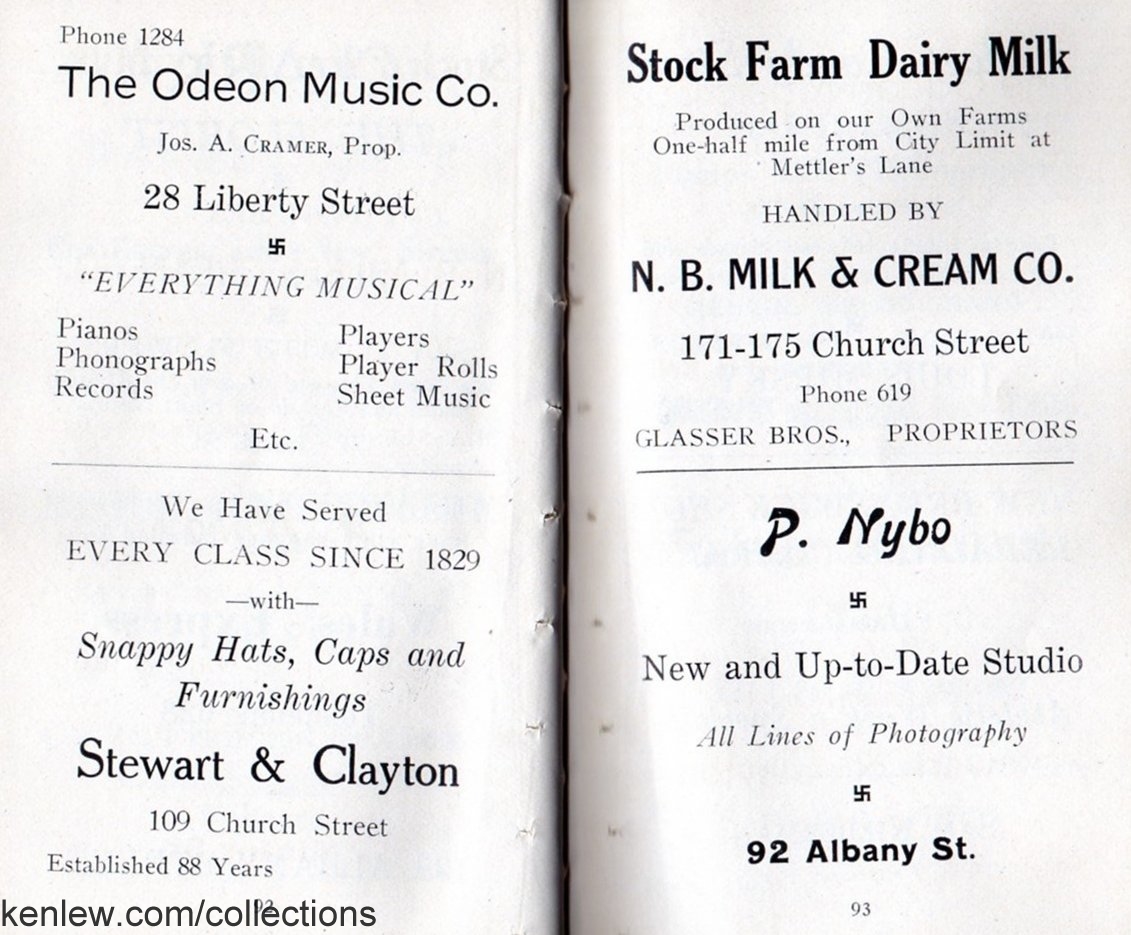 Phone 1284
The Odeon Music Co.
Jos. A. CRAMER, Prop.
28 Liberty Street
卐
"EVERYTHING MUSICAL"
Pianos Players
Phonographs Player Rolls
Records Sheet Music
Etc.
We Have Served
EVERY CLASS SINCE 1829
—with—
Snappy Hats, Caps and
Furnishings
Stewart & Clayton
109 Church Street
Established 88 Years
92
Stock Farm Dairy Milk
Produced on our Own Farms
One-half mile from City Limit at
Mettler's Lane
HANDLED BY
N. B. MILK & CREAM CO.
171-175 Church Street
Phone 619
GLASSER BROS., PROPRIETORS
P. Nybo
卐
New and Up-to-Date Studio
All Lines of Photography
卐
92 Albany St.
93
kenlew.com/collections